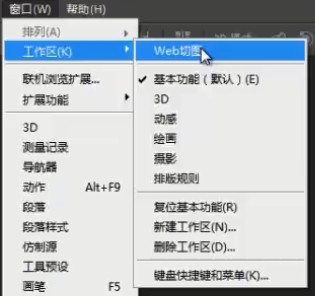 窗口(W) 帮助(H)
排列(A)
工作区(K)
联机浏览扩展...
扩展功能
3D
测量记录
导航器
动作 Alt+F9
段落
段落样式
仿制源
工具预设
画笔 F5
Web切图
基本功能（默认）(E)
3D
动感
绘画
摄影
排版规则
复位基本功能(R)
新建工作区(N)...
删除工作区(D)...
键盘快捷键和菜单(K)...